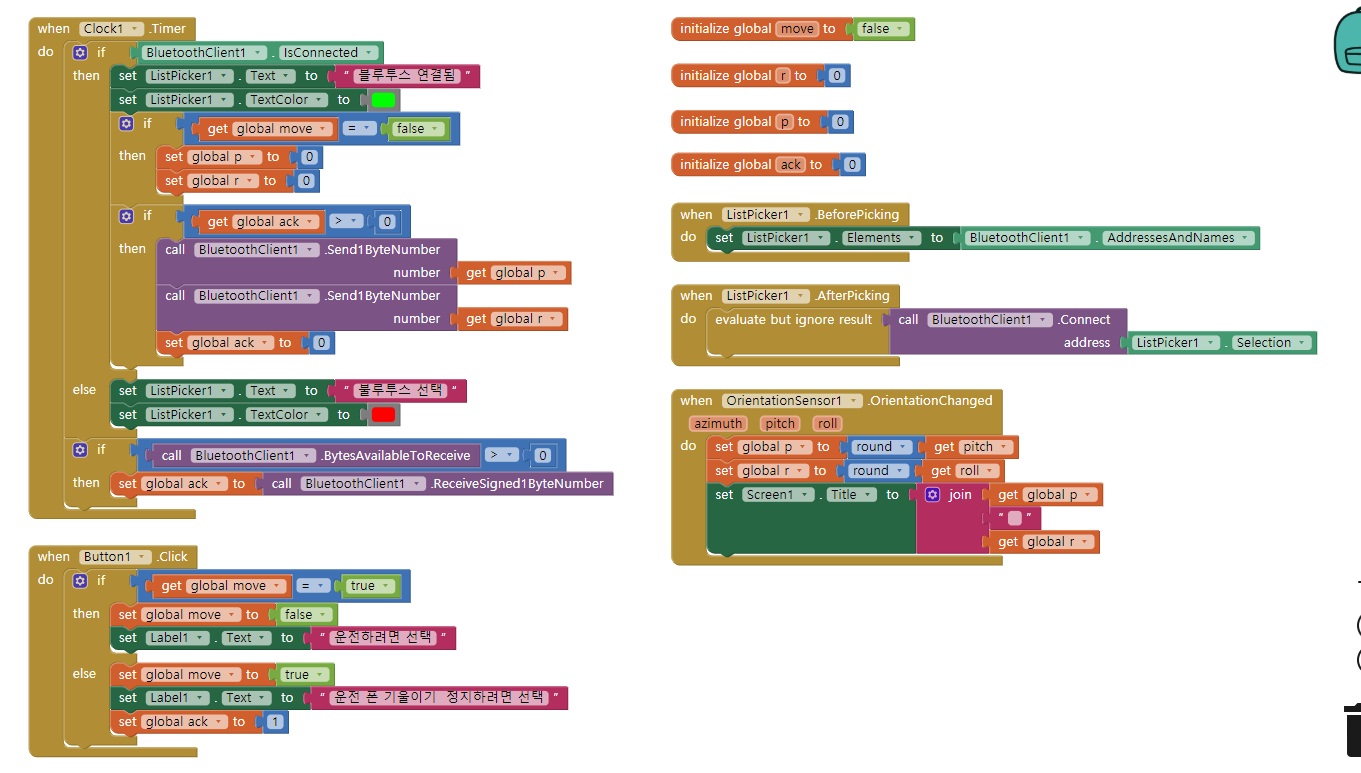 when Clock1 .Timer
do if BluetoothClient1 . IsConnected
then set ListPicker1 . Text to " 블루투스 연결됨 "
set ListPicker1 . TextColor to
if get global move = false
then set global p to 0
set global r to 0
if get global ack > 0
then call BluetoothClient1 .Send1ByteNumber
number get global p
call BluetoothClient1 .Send1ByteNumber
number get global r
set global ack to 0
else set ListPicker1 . Text to " 불루투스 선택 "
set ListPicker1 . TextColor to
if call BluetoothClient1 .BytesAvailableToReceive > 0
then set global ack to call BluetoothClient1 .ReceiveSigned1ByteNumber
when Button1 .Click
do if get global move = true
then set global move to false
set Label1 . Text to " 운전하려면 선택 "
else set global move to true
set Label1 . Text to " 운전 폰 기울이기 정지하려면 선택 "
set global ack to 1
initialize global move to false
initialize global r to 0
initialize global p to 0
initialize global ack to 0
when ListPicker1 .BeforePicking
do set ListPicker1 . Elements to BluetoothClient1 . AddressesAndNames
when ListPicker1 .AfterPicking
do evaluate but ignore result call BluetoothClient1 .Connect
address ListPicker1 . Selection
when OrientationSensor1 .OrientationChanged
azimuth pitch roll
do set global p to round get pitch
set global r to round get roll
set Screen1 . Title to join get global p
" "
get global r